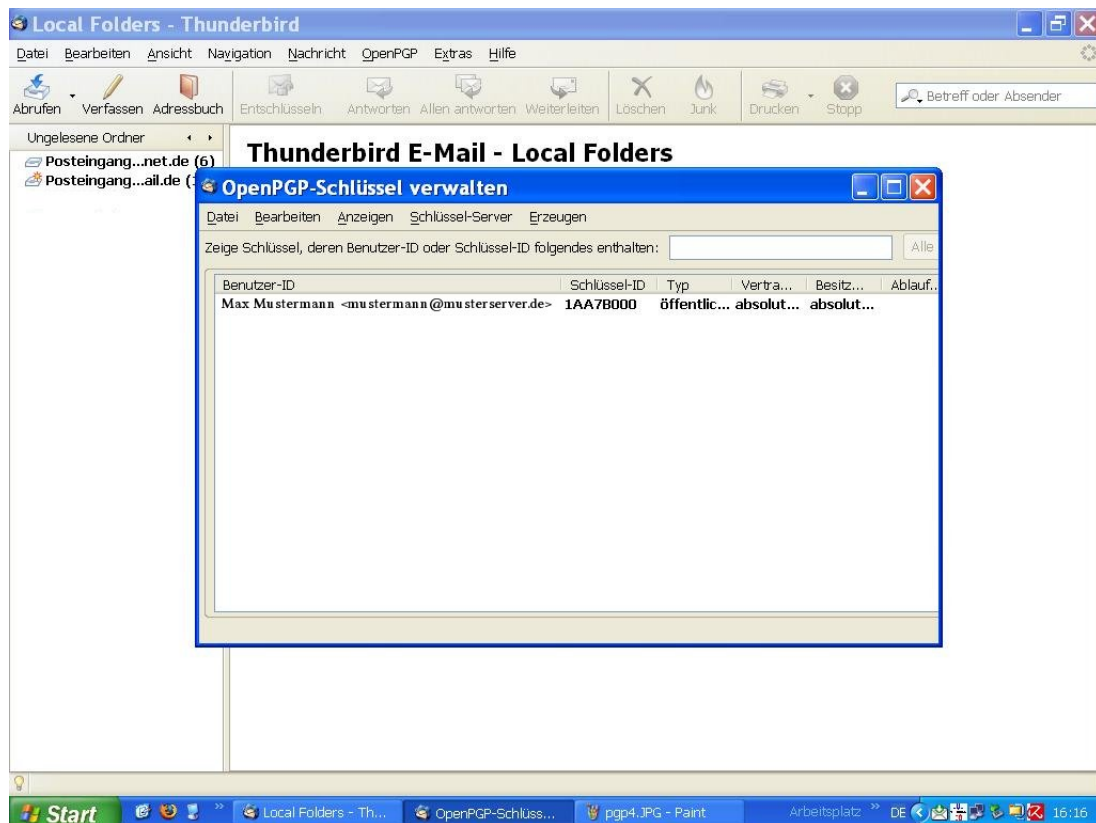 Local Folders - Thunderbird
Datei Bearbeiten Ansicht Navigation Nachricht OpenPGP Extras Hilfe
Abrufen Verfassen Adressbuch Entschlüsseln Antworten Allen antworten Weiterleiten Löschen Junk Drucken Stopp Betreff oder Absender
Ungelesene Ordner
Posteingang...net.de (6)
Posteingang...ail.de (
Thunderbird E-Mail - Local Folders
OpenPGP-Schlüssel verwalten
Datei Bearbeiten Anzeigen Schlüssel-Server Erzeugen
Zeige Schlüssel, deren Benutzer-ID oder Schlüssel-ID folgendes enthalten: Alle
Benutzer-ID Schlüssel-ID Typ Vertra... Besitz... Ablauf..
Max Mustermann <mustermann@musterserver.de> 1AA7B000 öffentlic... absolut... absolut...
Start Local Folders - Th... OpenPGP-Schlüss... pgp4.JPG - Paint Arbeitsplatz DE 16:16